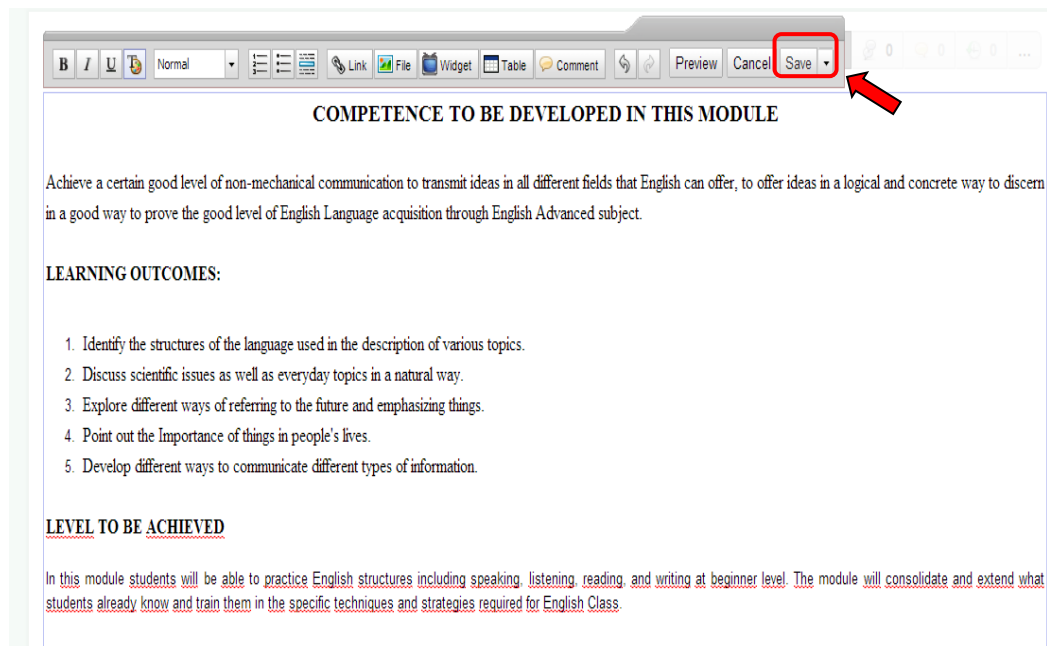 B I U T Normal Link File Widget Table Comment Preview Cancel Save
0 0 0 ...
COMPETENCE TO BE DEVELOPED IN THIS MODULE
Achieve a certain good level of non-mechanical communication to transmit ideas in all different fields that English can offer, to offer ideas in a logical and concrete way to discern
in a good way to prove the good level of English Language acquisition through English Advanced subject.
LEARNING OUTCOMES:
1. Identify the structures of the language used in the description of various topics.
2. Discuss scientific issues as well as everyday topics in a natural way.
3. Explore different ways of referring to the future and emphasizing things.
4. Point out the Importance of things in people's lives.
5. Develop different ways to communicate different types of information.
LEVEL TO BE ACHIEVED
In this module students will be able to practice English structures including speaking, listening, reading, and writing at beginner level. The module will consolidate and extend what
students already know and train them in the specific techniques and strategies required for English Class.